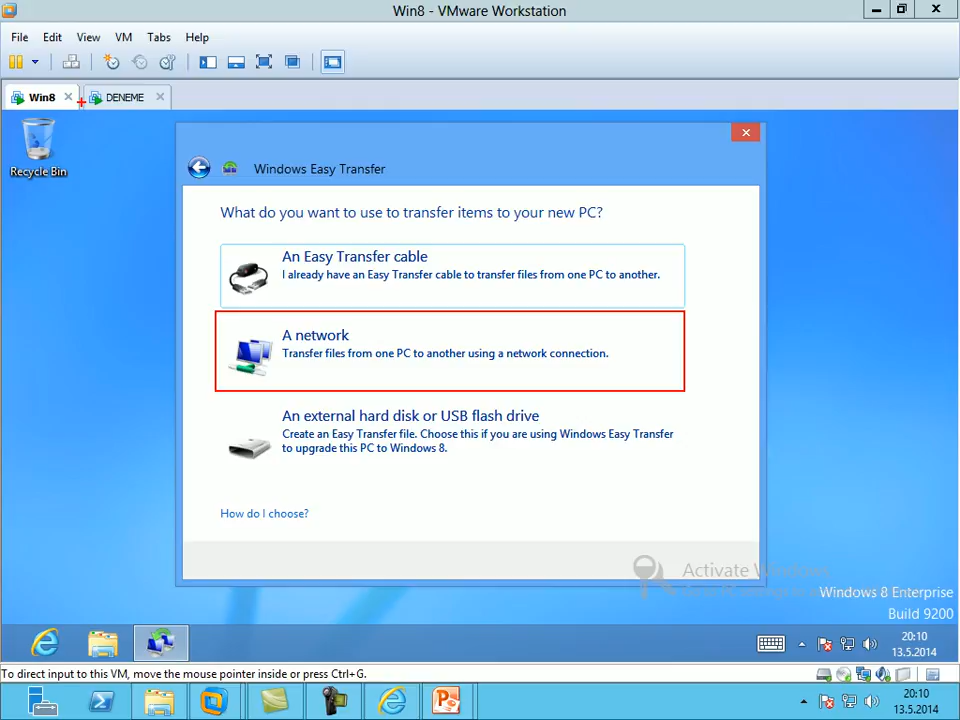 Win8 - VMware Workstation
File Edit View VM Tabs Help
Win8 DENEME
Recycle Bin
Windows Easy Transfer
What do you want to use to transfer items to your new PC?
An Easy Transfer cable
I already have an Easy Transfer cable to transfer files from one PC to another.
A network
Transfer files from one PC to another using a network connection.
An external hard disk or USB flash drive
Create an Easy Transfer file. Choose this if you are using Windows Easy Transfer
to upgrade this PC to Windows 8.
How do I choose?
Activate Windows
Windows 8 Enterprise
Build 9200
20:10
13.5.2014
To direct input to this VM, move the mouse pointer inside or press Ctrl+G.
20:10
13.5.2014